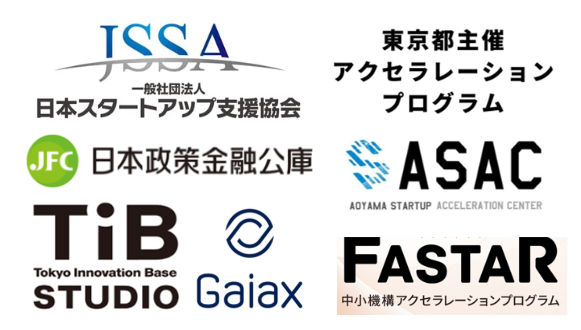 JSSA
一般社団法人
日本スタートアップ支援協会
東京都主催
アクセラレーション
プログラム
JFC 日本政策金融公庫
ASAC
AOYAMA STARTUP ACCELERATION CENTER
TiB
Tokyo Innovation Base
STUDIO
Gaiax
FASTAR
中小機構アクセラレーションプログラム